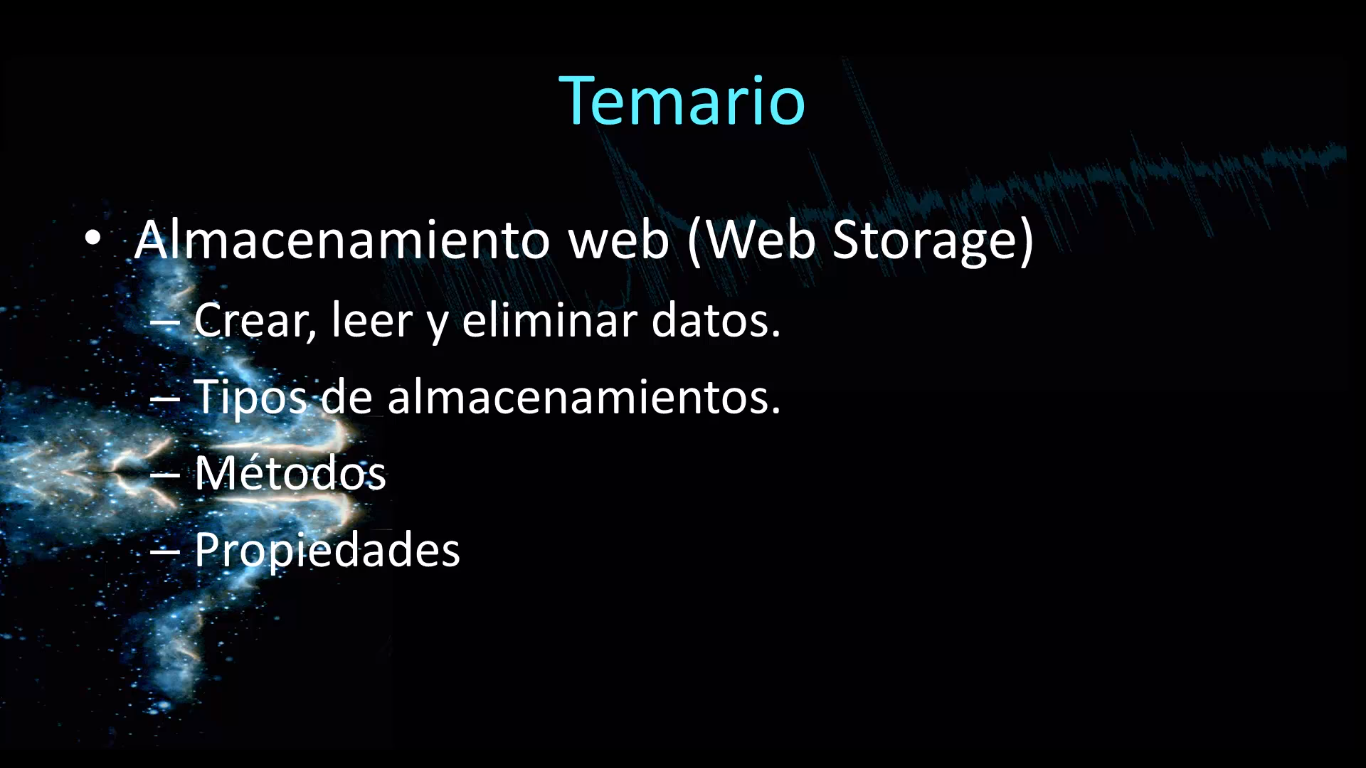 Temario
• Almacenamiento web (Web Storage)
– Crear, leer y eliminar datos.
– Tipos de almacenamientos.
– Métodos
– Propiedades